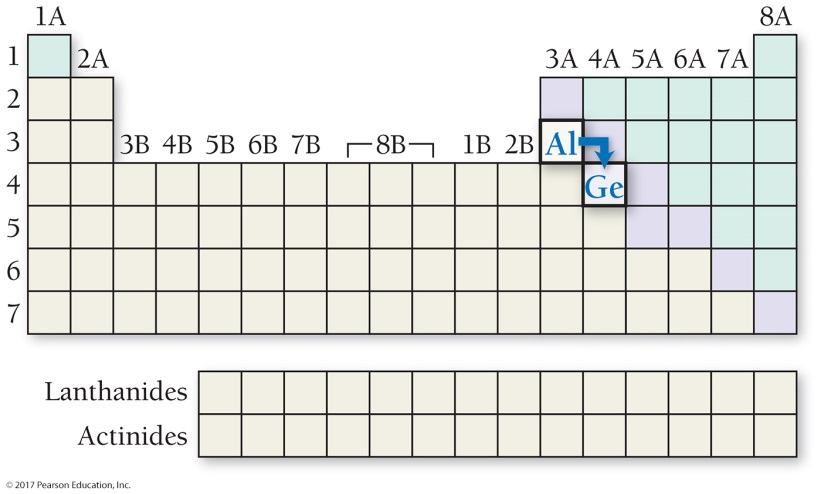 1A 8A
1 2A 3A 4A 5A 6A 7A
2
3 3B 4B 5B 6B 7B 8B 1B 2B Al
4 Ge
5
6
7
Lanthanides
Actinides
© 2017 Pearson Education, Inc.